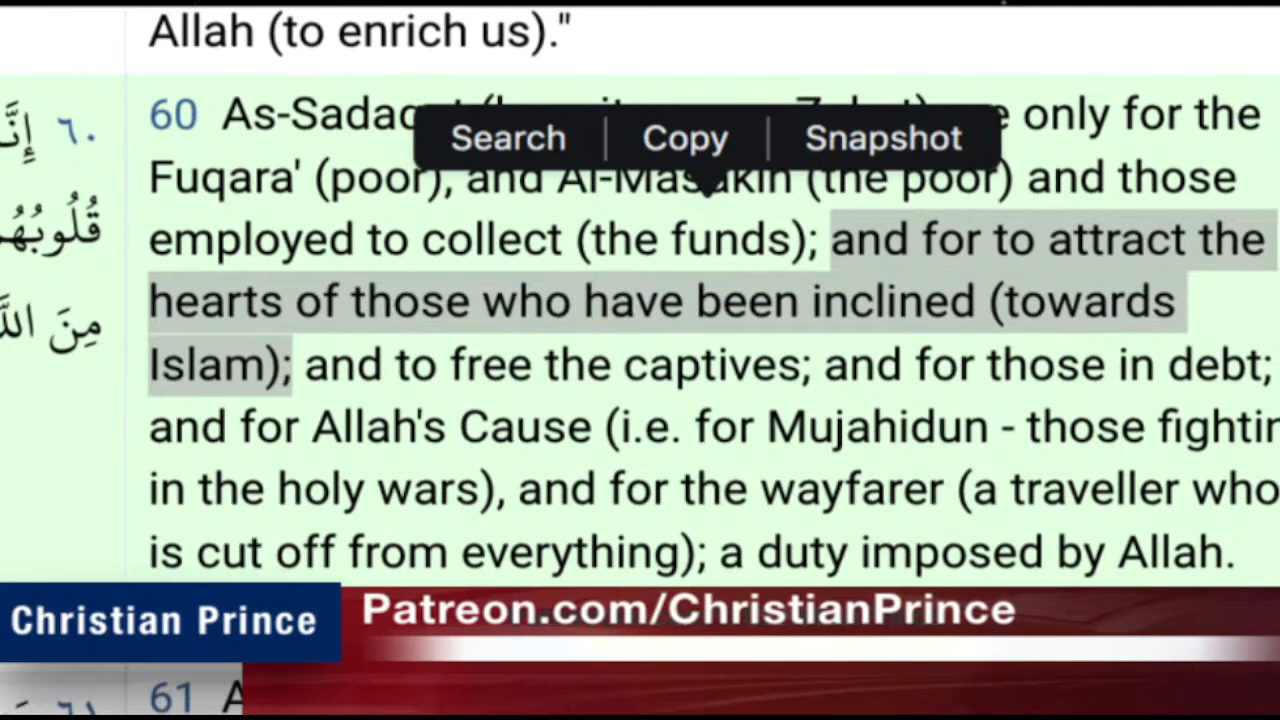 Allah (to enrich us)."
٦٠ إِنَّ
60 As-Sadaq only for the
Search Copy Snapshot
Fuqara' (poor), and Al-Masakin (the poor) and those
قُلُوبُهُ
employed to collect (the funds); and for to attract the
hearts of those who have been inclined (towards
مِنَ اللَّ
Islam); and to free the captives; and for those in debt;
and for Allah's Cause (i.e. for Mujahidun - those fightin
in the holy wars), and for the wayfarer (a traveller who
is cut off from everything); a duty imposed by Allah.
Christian Prince
Patreon.com/ChristianPrince
61 A